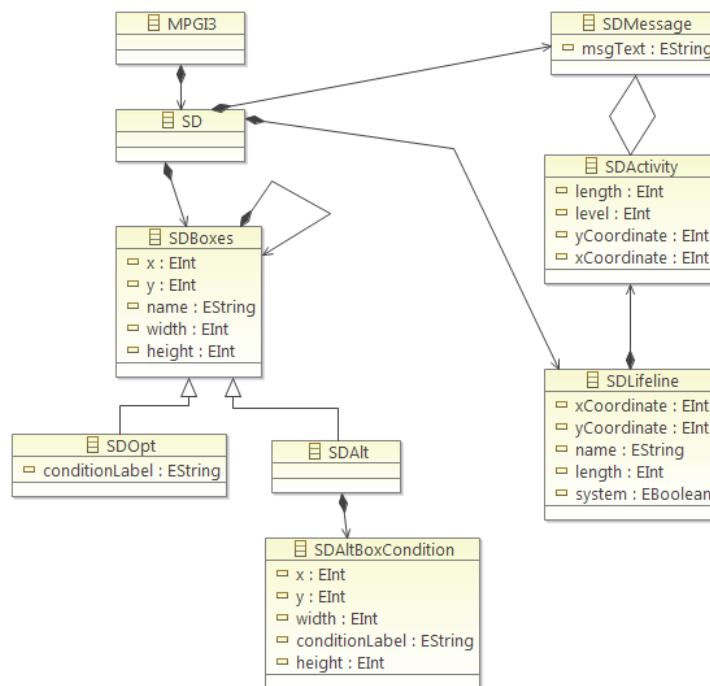 MPGI3
SDMessage
msgText : EString
SD
SDActivity
length : EInt
level : EInt
yCoordinate : EInt
xCoordinate : EInt
SDBoxes
x : EInt
y : EInt
name : EString
width : EInt
height : EInt
SDLifeline
xCoordinate : EInt
yCoordinate : EInt
name : EString
length : EInt
system : EBoolean
SDOpt
conditionLabel : EString
SDAlt
SDAltBoxCondition
x : EInt
y : EInt
width : EInt
conditionLabel : EString
height : EInt